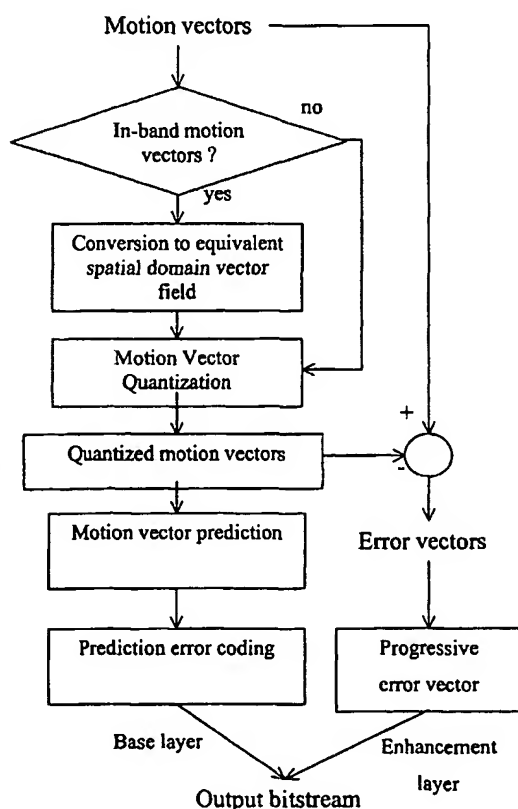 Motion vectors
no
In-band motion
vectors ?
yes
Conversion to equivalent
spatial domain vector
field
Motion Vector
Quantization
+
Quantized motion vectors
-
Motion vector prediction
Error vectors
Prediction error coding
Progressive
error vector
Base layer
Enhancement
layer
Output bitstream